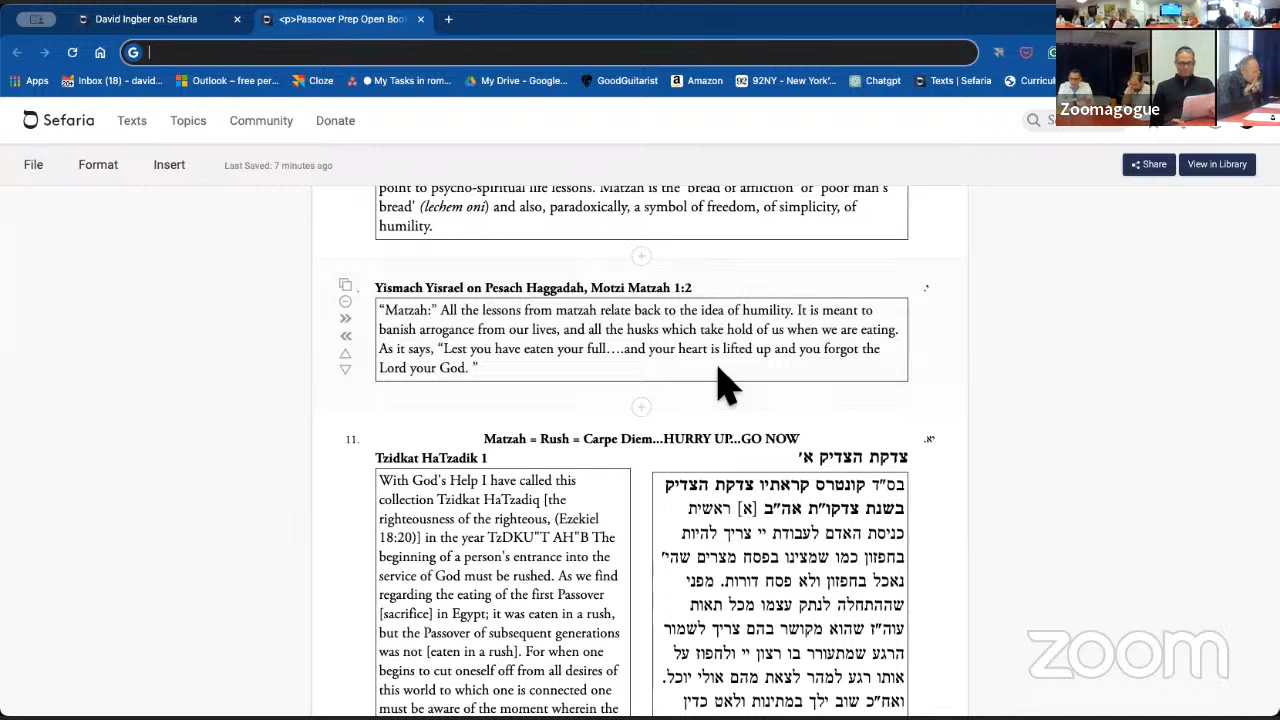 David Ingber on Sefaria
<p>Passover Prep Open Boo
Apps
Inbox (18) – david...
Outlook – free per...
Cloze
My Tasks in rom...
My Drive - Google...
GoodGuitarist
Amazon
92NY - New York'...
Chatgpt
Texts | Sefaria
Curricul
Sefaria
Texts
Topics
Community
Donate
Zoomagogue
File
Format
Insert
Last Saved: 7 minutes ago
Share
View in Library
point to psycho-spiritual life lessons. Matzah is the 'bread of affliction' or 'poor man's
bread' (lechem oni) and also, paradoxically, a symbol of freedom, of simplicity, of
humility.
Yismach Yisrael on Pesach Haggadah, Motzi Matzah 1:2
י.
“Matzah:” All the lessons from matzah relate back to the idea of humility. It is meant to
banish arrogance from our lives, and all the husks which take hold of us when we are eating.
As it says, “Lest you have eaten your full….and your heart is lifted up and you forgot the
Lord your God. ”
11.
Matzah = Rush = Carpe Diem...HURRY UP...GO NOW
יא.
Tzidkat HaTzadik 1
צדקת הצדיק א׳
With God's Help I have called this
collection Tzidkat HaTzadiq [the
righteousness of the righteous, (Ezekiel
18:20)] in the year TzDKU"T AH"B The
beginning of a person's entrance into the
service of God must be rushed. As we find
regarding the eating of the first Passover
[sacrifice] in Egypt; it was eaten in a rush,
but the Passover of subsequent generations
was not [eaten in a rush]. For when one
begins to cut oneself off from all desires of
this world to which one is connected one
must be aware of the moment wherein the
בס"ד קונטרס קראתיו צדקת הצדיק
בשנת צדקו"ת אה"ב [א] ראשית
כניסת האדם לעבודת יי צריך להיות
בחפזון כמו שמצינו בפסח מצרים שהי׳
נאכל בחפזון ולא פסח דורות. מפני
שההתחלה לנתק עצמו מכל תאות
עוה"ז שהוא מקושר בהם צריך לשמור
הרגע שמתעורר בו רצון יי ולחפוז על
אותו רגע למהר לצאת מהם אולי יוכל.
ואח"כ שוב ילך במתינות ולאט כדין
zoom